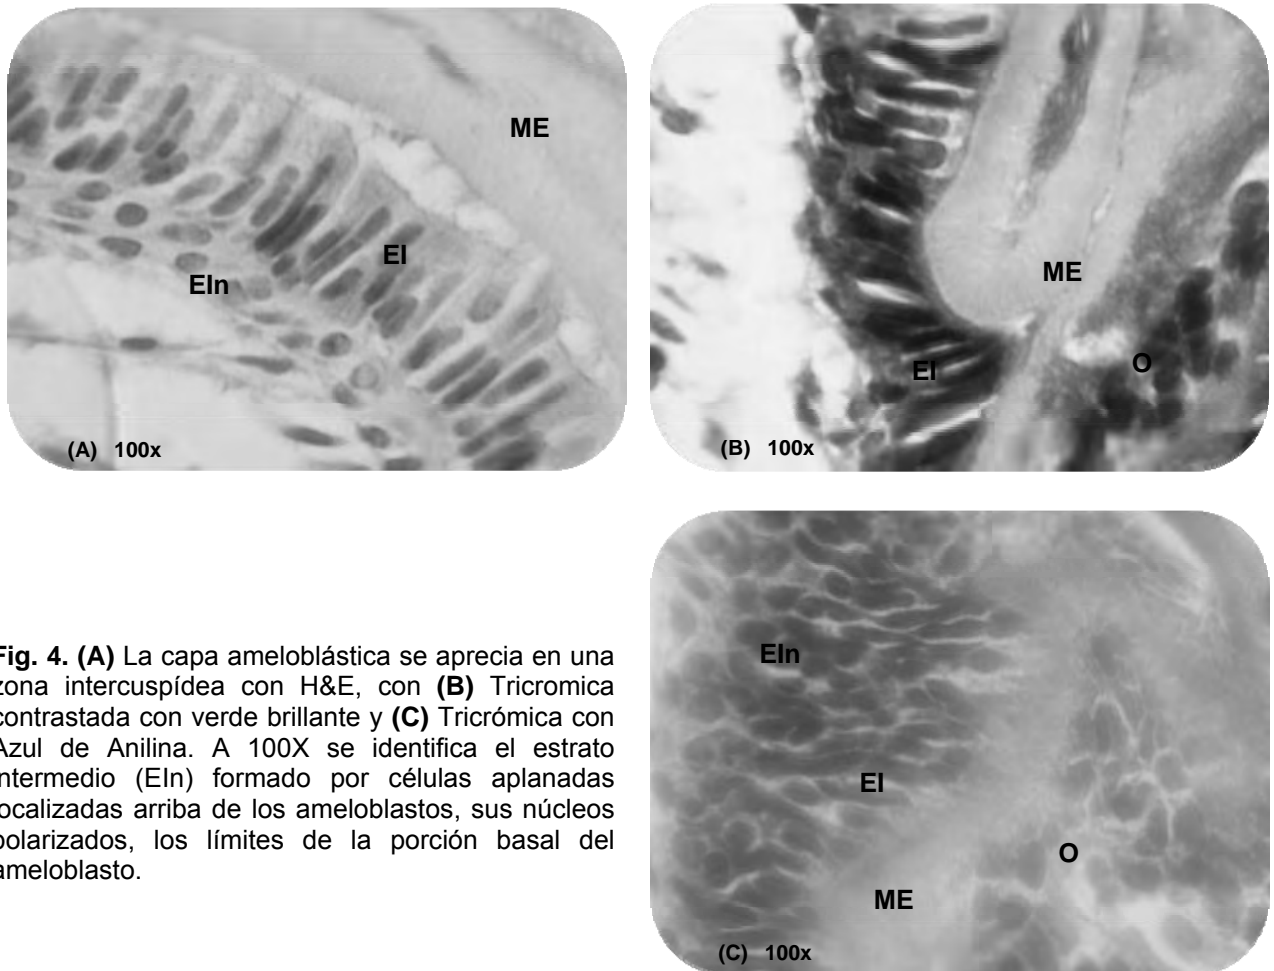 ME
EI
EIn
(A) 100x
ME
EI
O
(B) 100x
EIn
EI
O
ME
(C) 100x
Fig. 4. (A) La capa ameloblástica se aprecia en una
zona intercuspídea con H&E, con (B) Tricromica
contrastada con verde brillante y (C) Tricrómica con
Azul de Anilina. A 100X se identifica el estrato
intermedio (EIn) formado por células aplanadas
localizadas arriba de los ameloblastos, sus núcleos
polarizados, los límites de la porción basal del
ameloblasto.